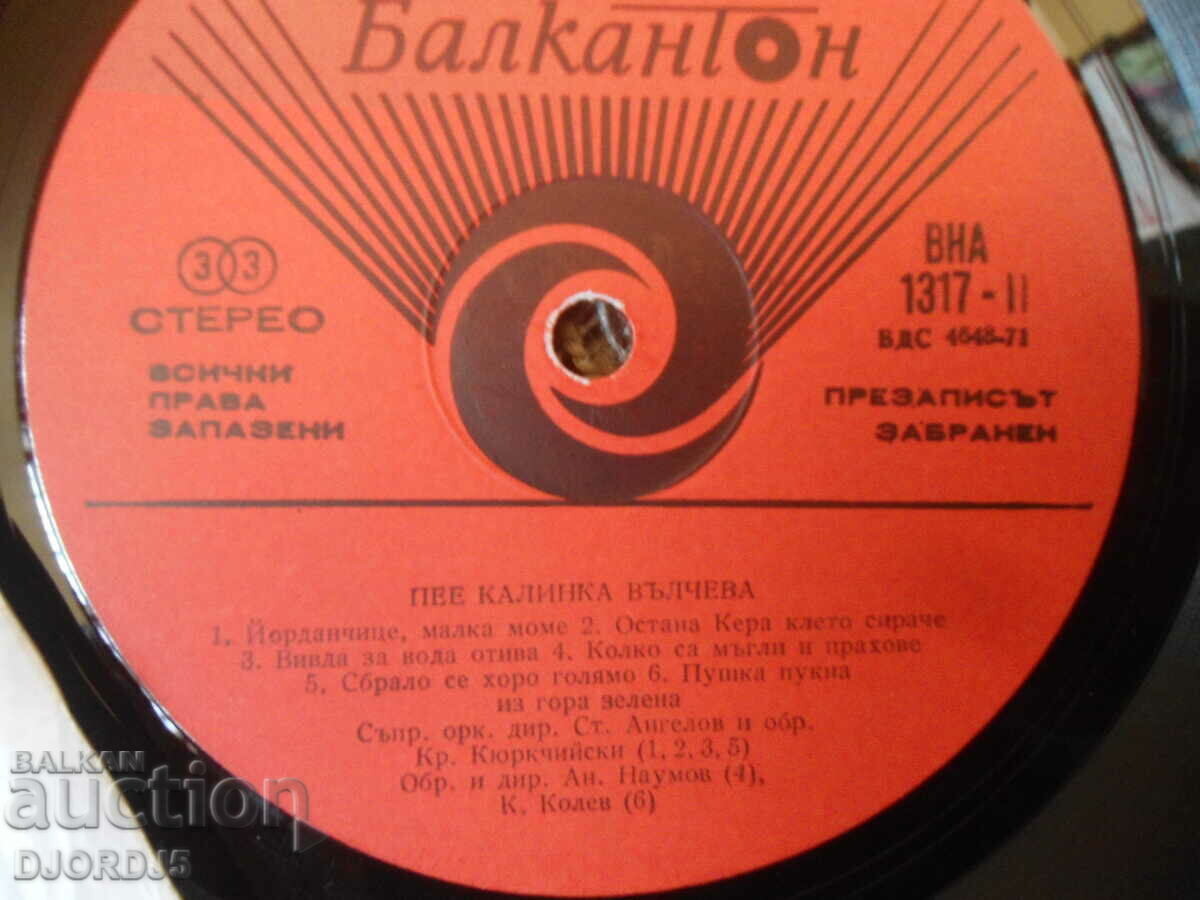 Балкантон
33
СТЕРЕО
ВСИЧКИ
ПРАВА
ЗАПАЗЕНИ
ВНА
1317 - II
ВДС 4648-71
ПРЕЗАПИСЪТ
ЗАБРАНЕН
ПЕЕ КАЛИНКА ВЪЛЧЕВА
1. Йорданчице, малка моме 2. Остана Кера клето сираче
3. Вивда за вода отива 4. Колко са мъгли и прахове
5. Сбрало се хоро голямо 6. Пушка пукна
из гора зелена
Съпр. орк. дир. Ст. Ангелов и обр.
Кр. Кюркчийски (1, 2, 3, 5)
Обр. и дир. Ан. Наумов (4),
К. Колев (6)
BALKAN
auction
DJORDJ5